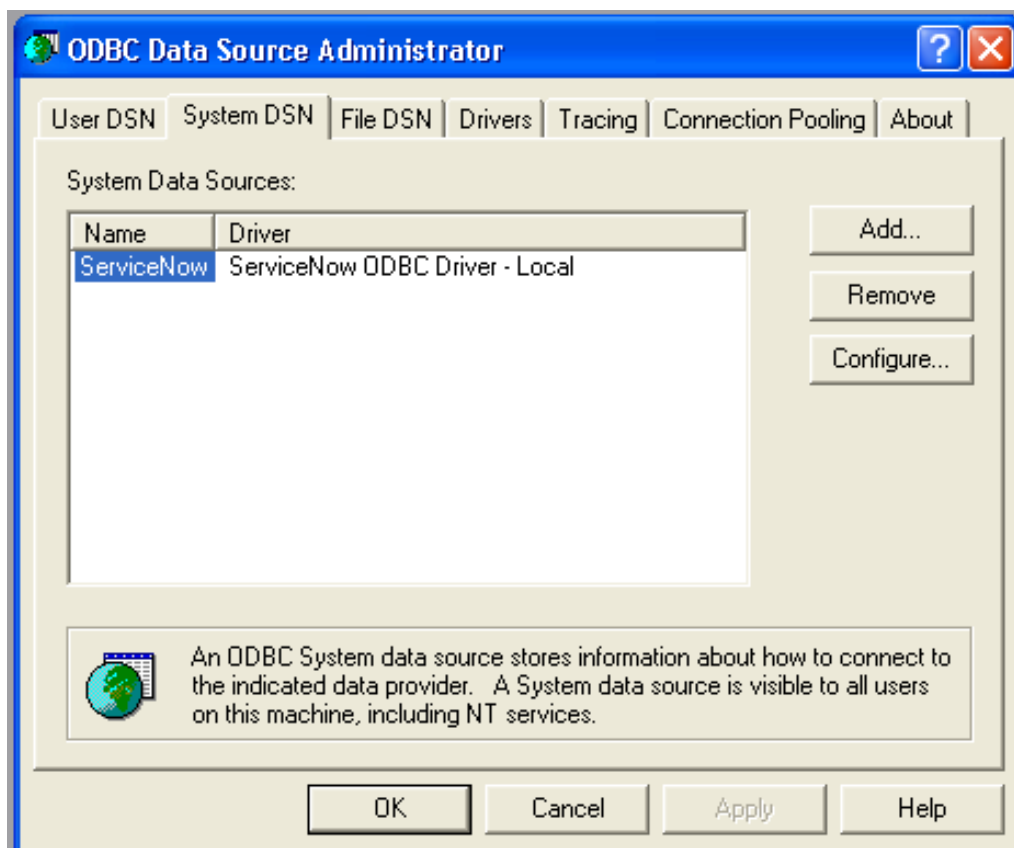 ODBC Data Source Administrator
User DSN System DSN File DSN Drivers Tracing Connection Pooling About
System Data Sources:
Name Driver
ServiceNow ServiceNow ODBC Driver - Local
Add...
Remove
Configure...
An ODBC System data source stores information about how to connect to
the indicated data provider. A System data source is visible to all users
on this machine, including NT services.
OK Cancel Apply Help